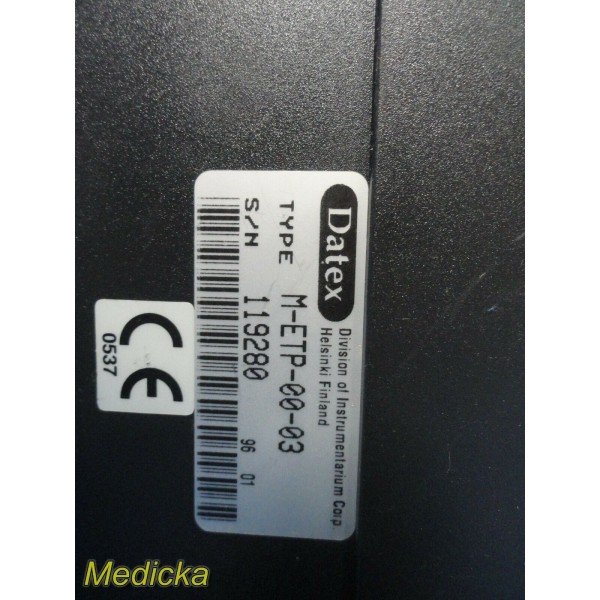 Datex
Division of Instrumentarium Corp.
Helsinki Finland
TYPE M-ETP-00-03
S/N 119280
96 01
CE
0537
Medicka